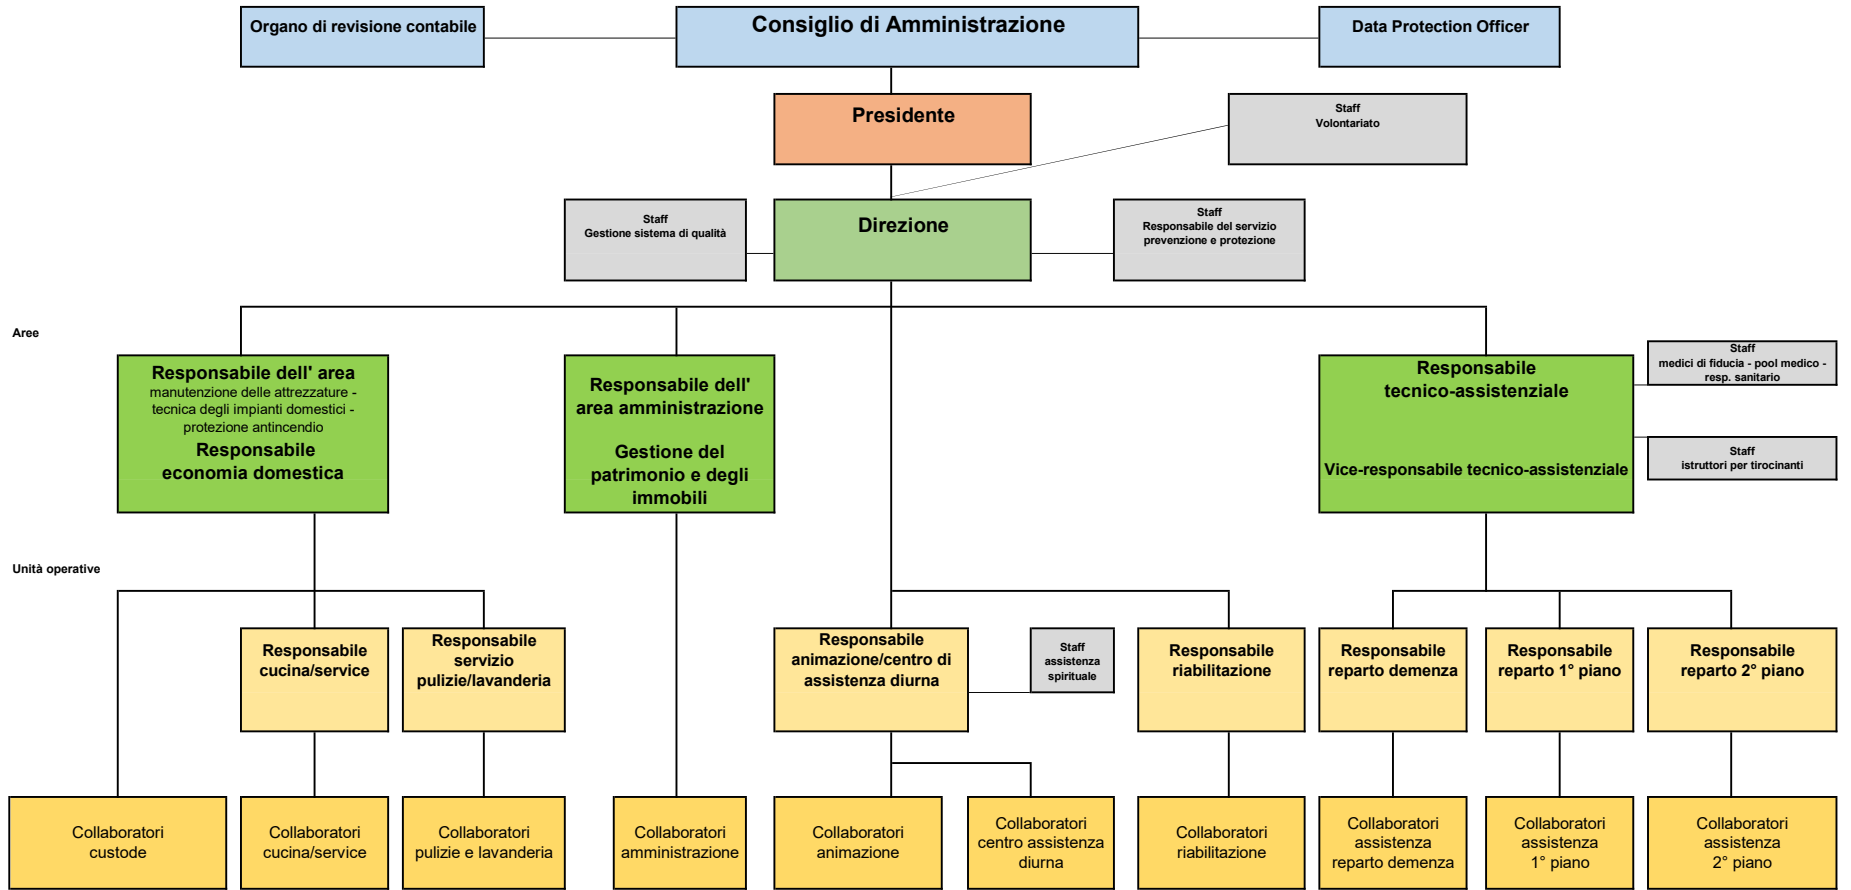 Organo di revisione contabile
Consiglio di Amministrazione
Data Protection Officer
Presidente
Staff
Volontariato
Staff
Gestione sistema di qualità
Direzione
Staff
Responsabile del servizio
prevenzione e protezione
Aree
Responsabile dell' area
manutenzione delle attrezzature -
tecnica degli impianti domestici -
protezione antincendio
Responsabile
economia domestica
Responsabile dell'
area amministrazione
Gestione del
patrimonio e degli
immobili
Responsabile
tecnico-assistenziale
Vice-responsabile tecnico-assistenziale
Staff
medici di fiducia - pool medico -
resp. sanitario
Staff
istruttori per tirocinanti
Unità operative
Responsabile
cucina/service
Responsabile
servizio
pulizie/lavanderia
Responsabile
animazione/centro di
assistenza diurna
Staff
assistenza
spirituale
Responsabile
riabilitazione
Responsabile
reparto demenza
Responsabile
reparto 1° piano
Responsabile
reparto 2° piano
Collaboratori
custode
Collaboratori
cucina/service
Collaboratori
pulizie e lavanderia
Collaboratori
amministrazione
Collaboratori
animazione
Collaboratori
centro assistenza
diurna
Collaboratori
riabilitazione
Collaboratori
assistenza
reparto demenza
Collaboratori
assistenza
1° piano
Collaboratori
assistenza
2° piano